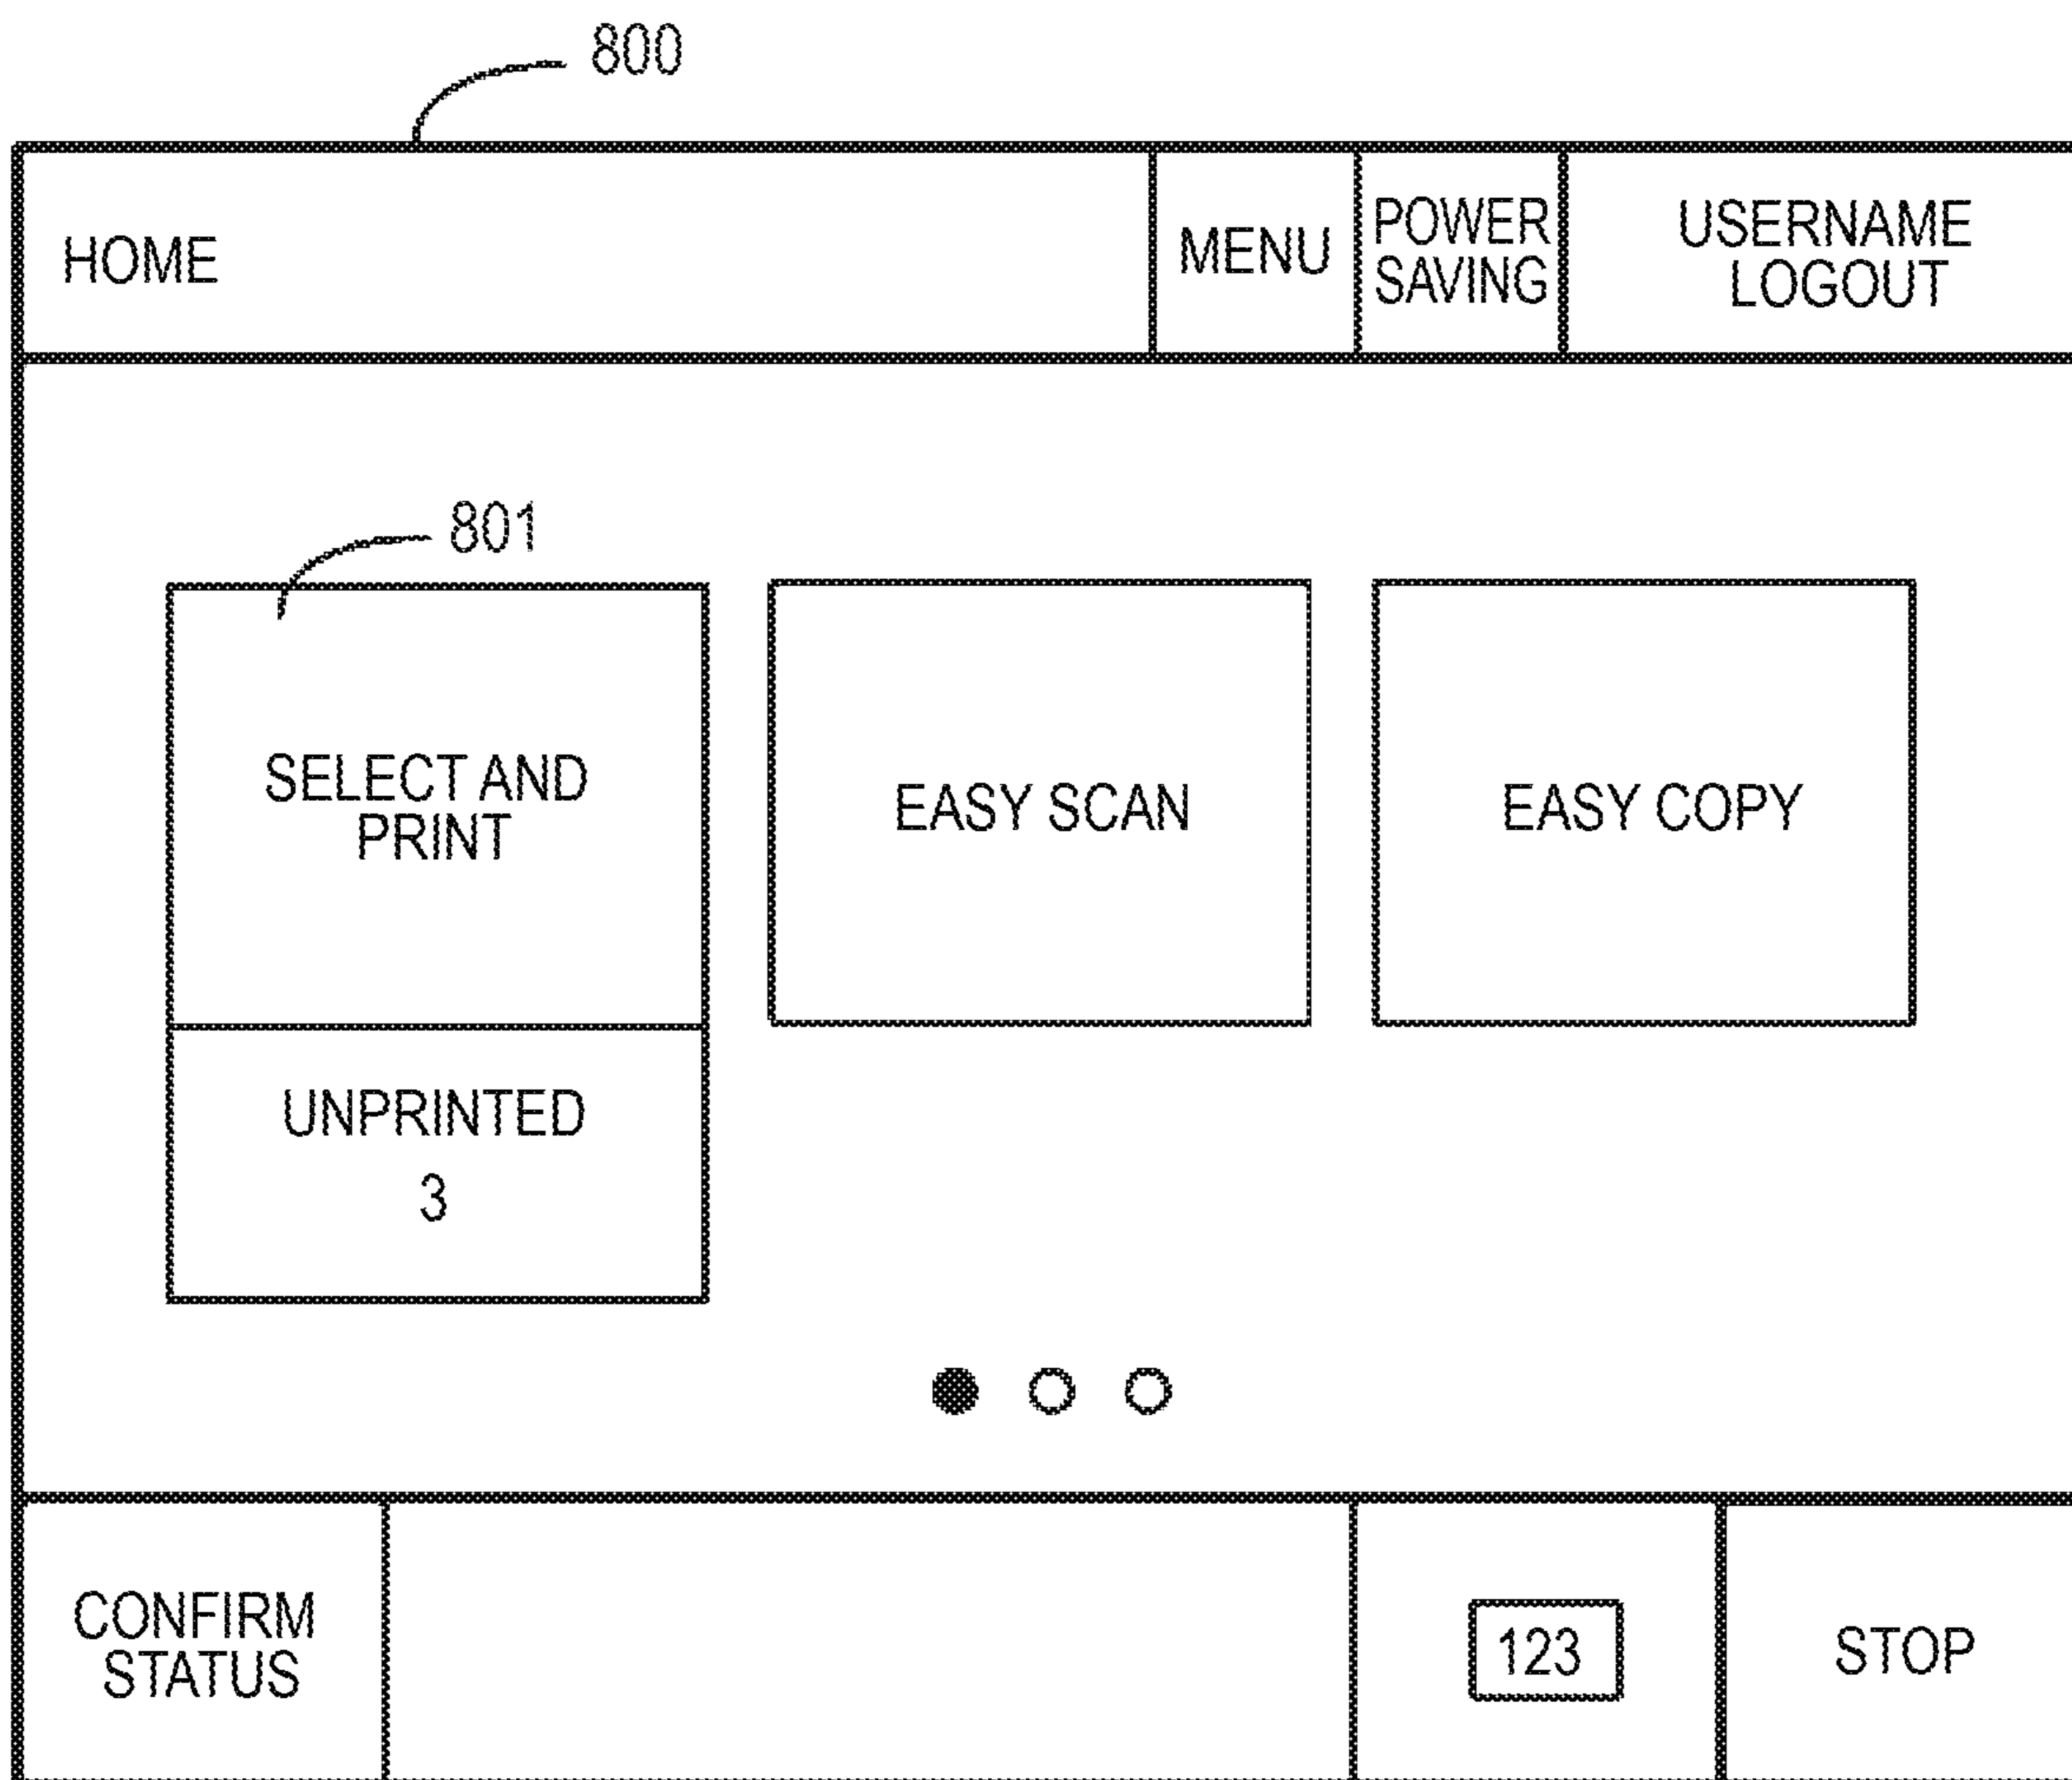 800
HOME
MENU
POWER
SAVING
USERNAME
LOGOUT
801
SELECT AND
PRINT
EASY SCAN
EASY COPY
UNPRINTED
3
CONFIRM
STATUS
123
STOP